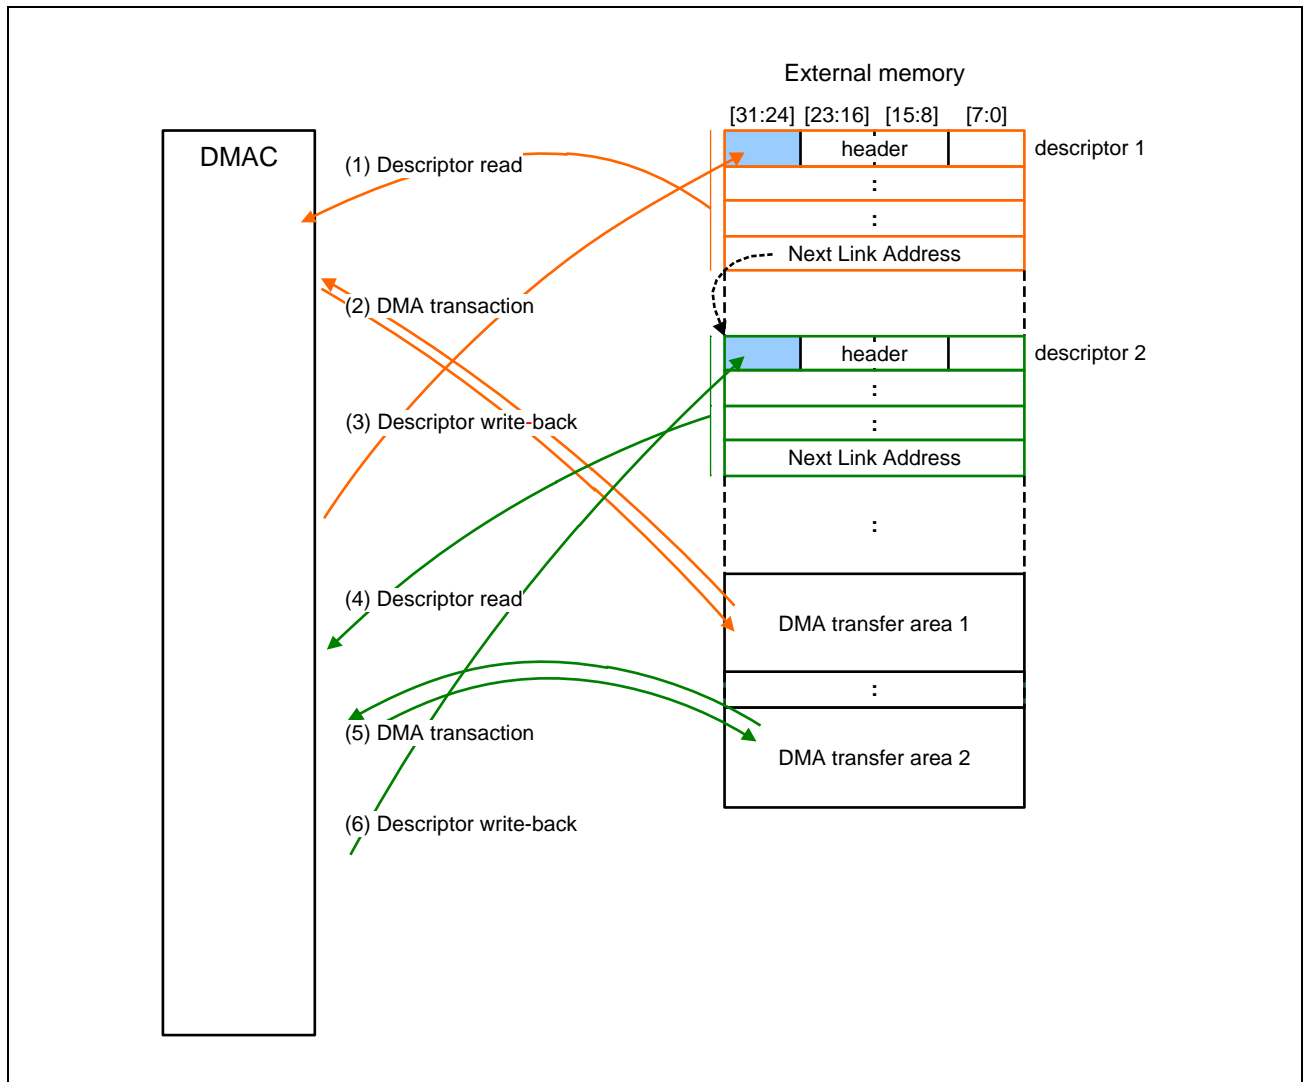 External memory
[31:24] [23:16] [15:8] [7:0]
DMAC
header
descriptor 1
(1) Descriptor read
:
:
Next Link Address
(2) DMA transaction
header
descriptor 2
:
(3) Descriptor write-back
:
Next Link Address
:
(4) Descriptor read
DMA transfer area 1
:
(5) DMA transaction
DMA transfer area 2
(6) Descriptor write-back